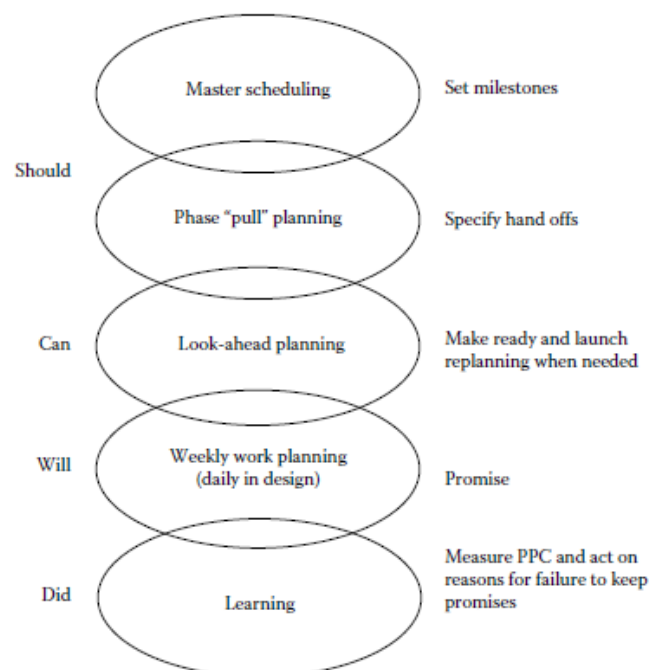 Master scheduling
Set milestones
Should
Phase “pull” planning
Specify hand offs
Can
Look-ahead planning
Make ready and launch
replanning when needed
Will
Weekly work planning
(daily in design)
Promise
Did
Learning
Measure PPC and act on
reasons for failure to keep
promises